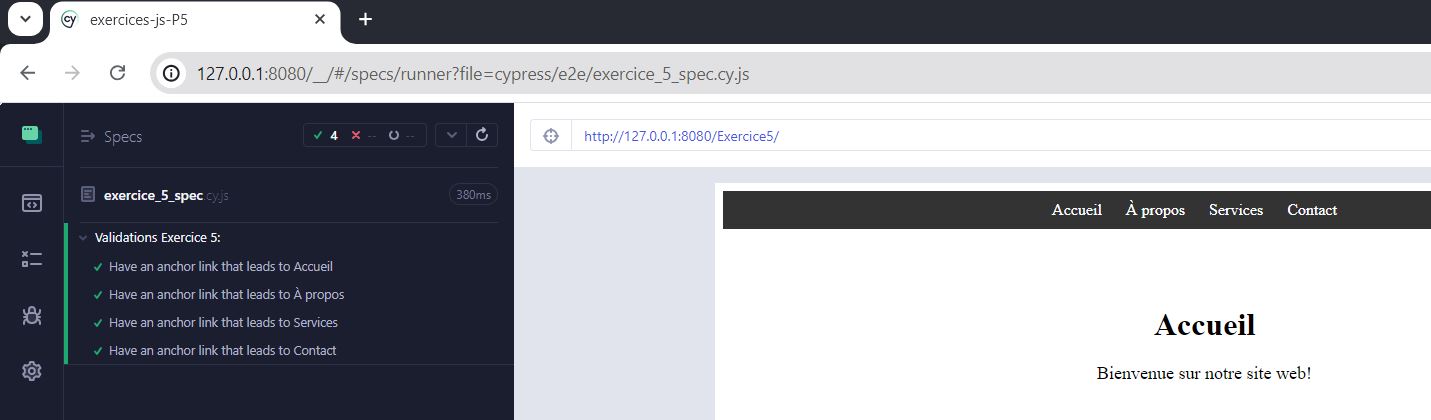 exercices-js-P5
127.0.0.1:8080/__/#/specs/runner?file=cypress/e2e/exercice_5_spec.cy.js
Specs
4 -- --
http://127.0.0.1:8080/Exercice5/
exercice_5_spec.cy.js
380ms
Validations Exercice 5:
Have an anchor link that leads to Accueil
Have an anchor link that leads to À propos
Have an anchor link that leads to Services
Have an anchor link that leads to Contact
Accueil À propos Services Contact
Accueil
Bienvenue sur notre site web!